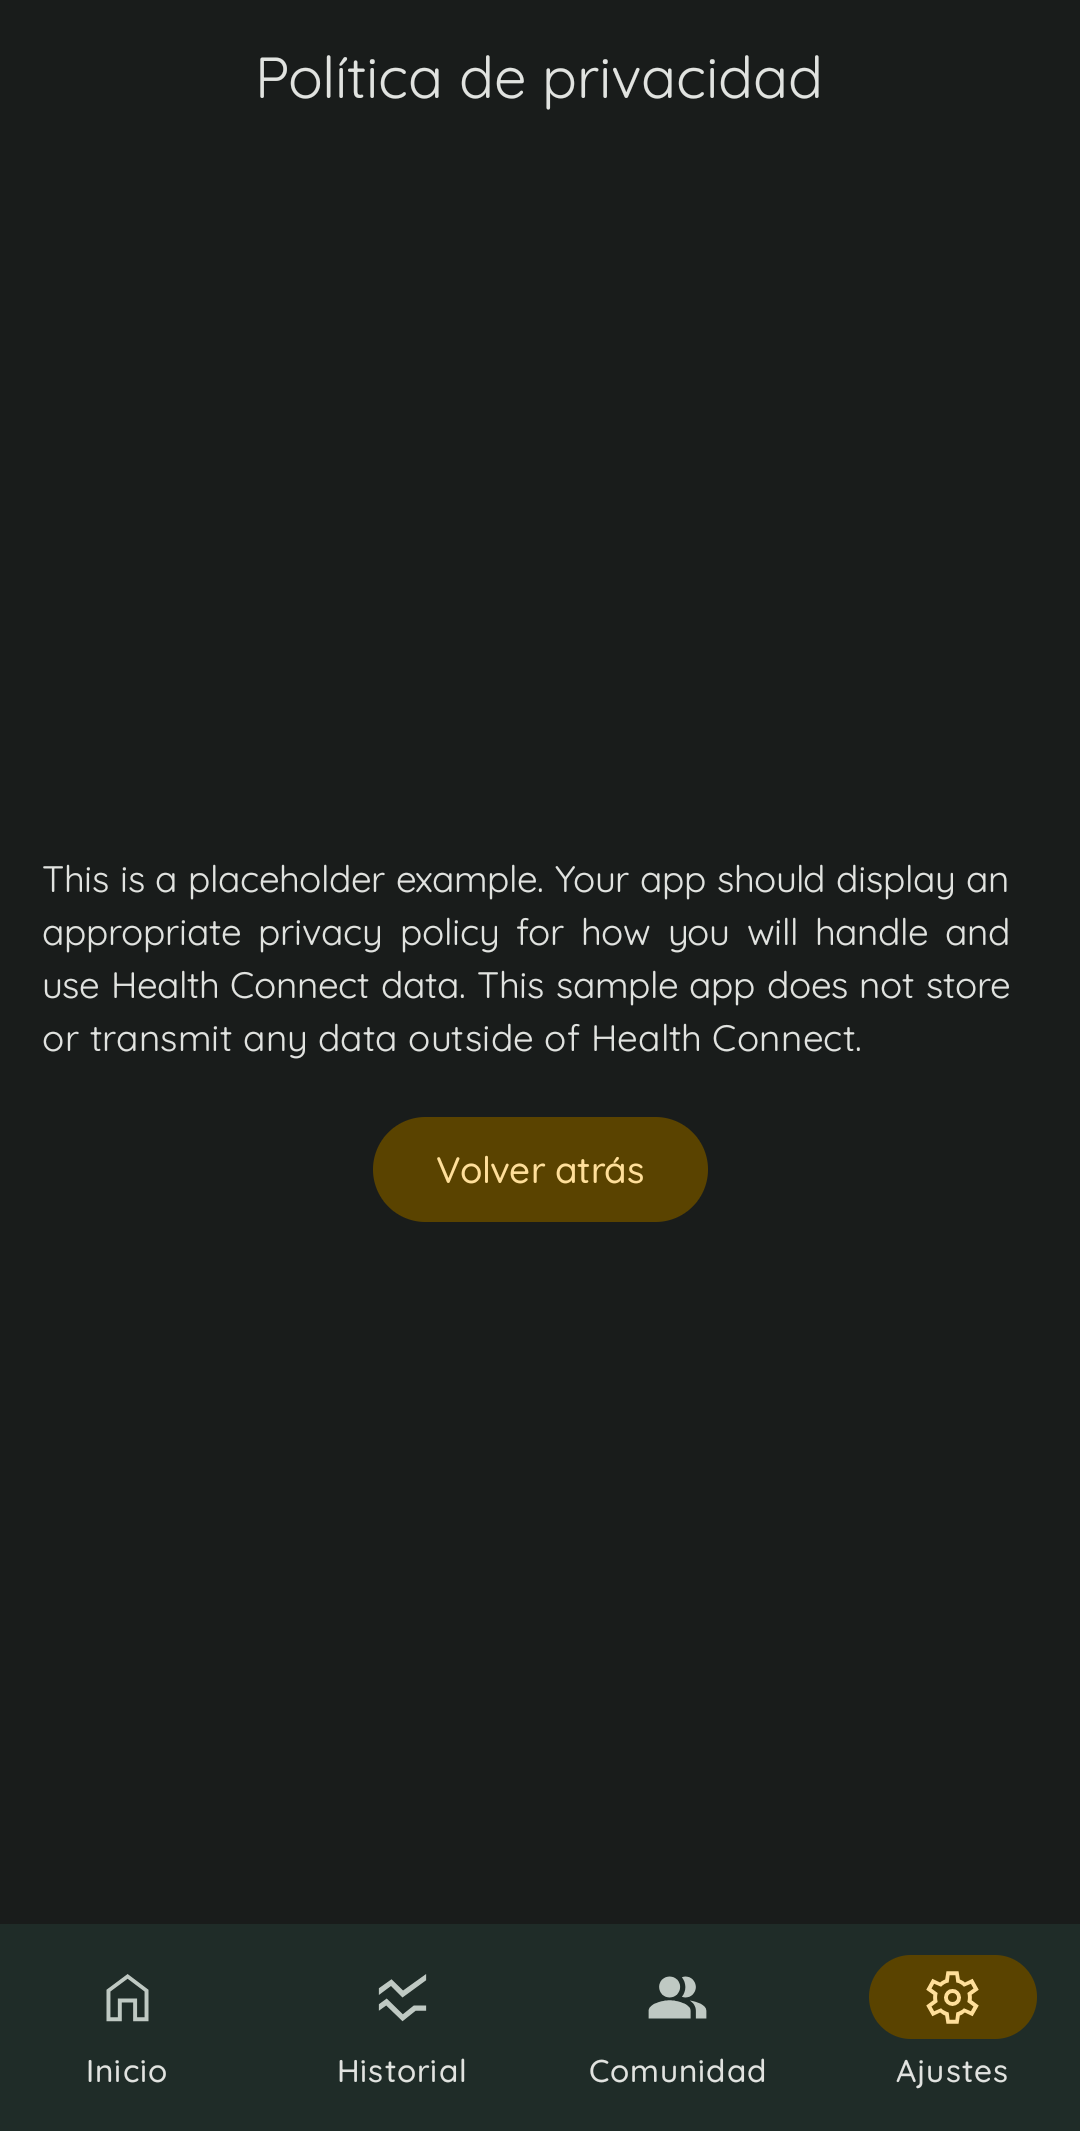 Política de privacidad
This is a placeholder example. Your app should display an
appropriate privacy policy for how you will handle and
use Health Connect data. This sample app does not store
or transmit any data outside of Health Connect.
Volver atrás
Inicio
Historial
Comunidad
Ajustes